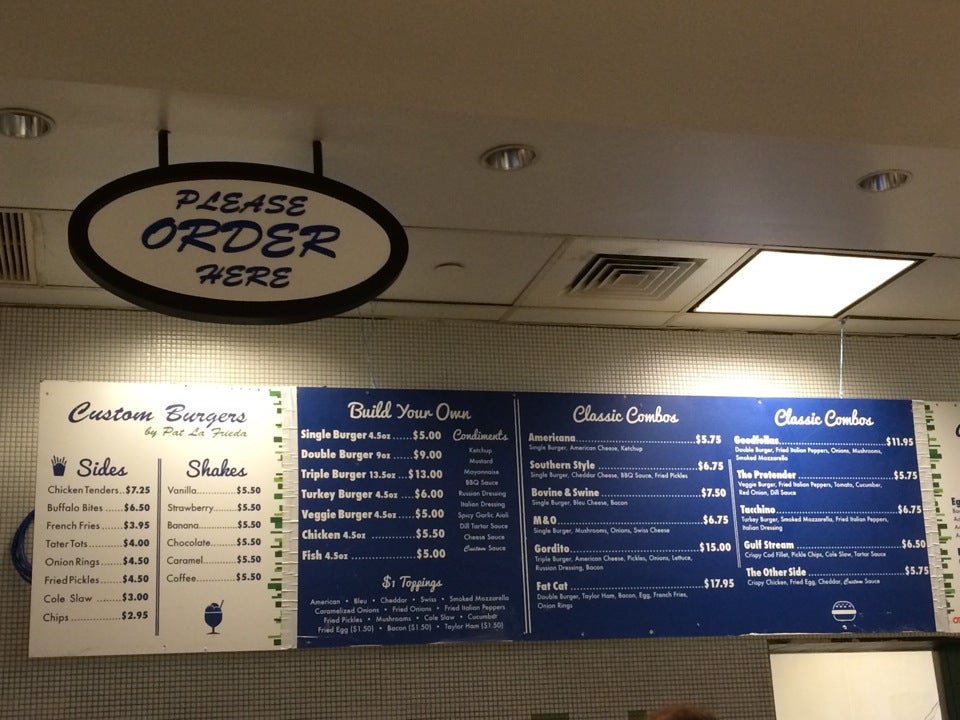 PLEASE
ORDER
HERE
Custom Burgers
by Pat La Frieda
Sides
Chicken Tenders..$7.25
Buffalo Bites ..........$6.50
French Fries ..........$3.95
Tater Tots ..............$4.00
Onion Rings ..........$4.50
Fried Pickles ..........$4.50
Cole Slaw ..........$3.00
Chips ......................$2.95
Shakes
Vanilla..................$5.50
Strawberry..........$5.50
Banana................$5.50
Chocolate............$5.50
Caramel..............$5.50
Coffee..................$5.50
Build Your Own
Single Burger 4.5oz ......$5.00
Double Burger 9oz ........$9.00
Triple Burger 13.5oz ....$13.00
Turkey Burger 4.5oz ......$6.00
Veggie Burger 4.5oz ......$5.00
Chicken 4.5oz ................$5.50
Fish 4.5oz ......................$5.00
Condiments
Ketchup
Mustard
Mayonnaise
BBQ Sauce
Russian Dressing
Italian Dressing
Spicy Garlic Aioli
Dill Tartar Sauce
Cheese Sauce
Custom Sauce
$1 Toppings
American • Bleu • Cheddar • Swiss • Smoked Mozzarella
Caramelized Onions • Fried Onions • Fried Italian Peppers
Fried Pickles • Mushrooms • Cole Slaw • Cucumber
Fried Egg ($1.50) • Bacon ($1.50) • Taylor Ham ($1.50)
Classic Combos
Americana ..........$5.75
Single Burger, American Cheese, Ketchup
Southern Style ..........$6.75
Single Burger, Cheddar Cheese, BBQ Sauce, Fried Pickles
Bovine & Swine ..........$7.50
Single Burger, Bleu Cheese, Bacon
M&O ..........$6.75
Single Burger, Mushrooms, Onions, Swiss Cheese
Gordito ..........$15.00
Triple Burger, American Cheese, Pickles, Onions, Lettuce,
Russian Dressing, Bacon
Fat Cat ..........$17.95
Double Burger, Taylor Ham, Bacon, Egg, French Fries,
Onion Rings
Classic Combos
Goodfellas ..........$11.95
Double Burger, Fried Italian Peppers, Onions, Mushrooms,
Smoked Mozzarella
The Pretender ..........$5.75
Veggie Burger, Fried Italian Peppers, Tomato, Cucumber,
Red Onion, Dill Sauce
Tacchino ..........$6.75
Turkey Burger, Smoked Mozzarella, Fried Italian Peppers,
Italian Dressing
Gulf Stream ..........$6.50
Crispy Cod Fillet, Pickle Chips, Cole Slaw, Tartar Sauce
The Other Side ..........$5.75
Crispy Chicken, Fried Egg, Cheddar, Custom Sauce